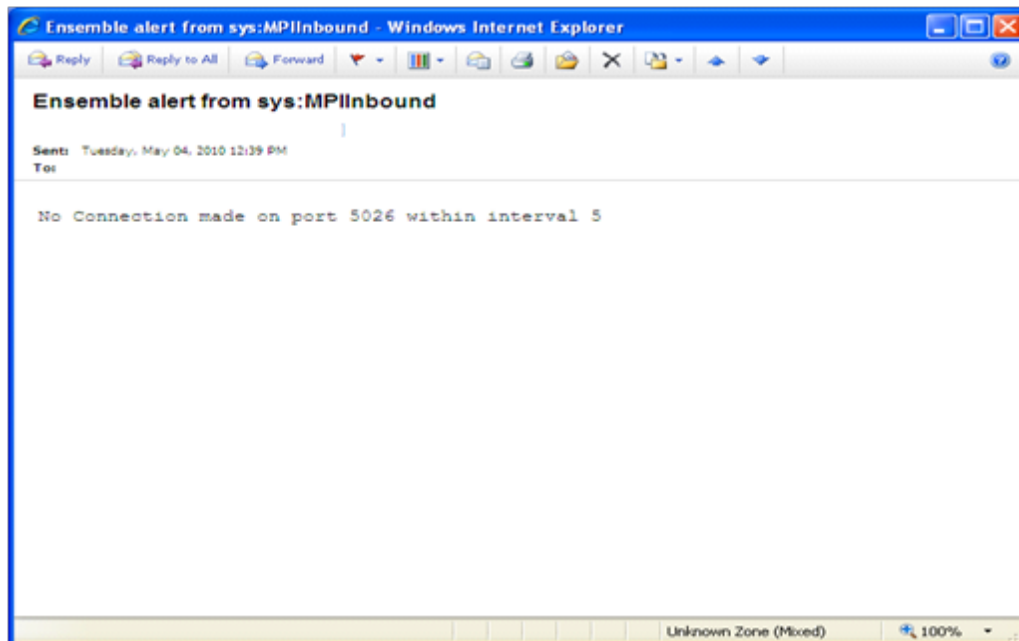 Ensemble alert from sys:MPIInbound - Windows Internet Explorer
Reply Reply to All Forward
Ensemble alert from sys:MPIInbound
Sent: Tuesday, May 04, 2010 12:39 PM
To:
No Connection made on port 5026 within interval 5
Unknown Zone (Mixed) 100%